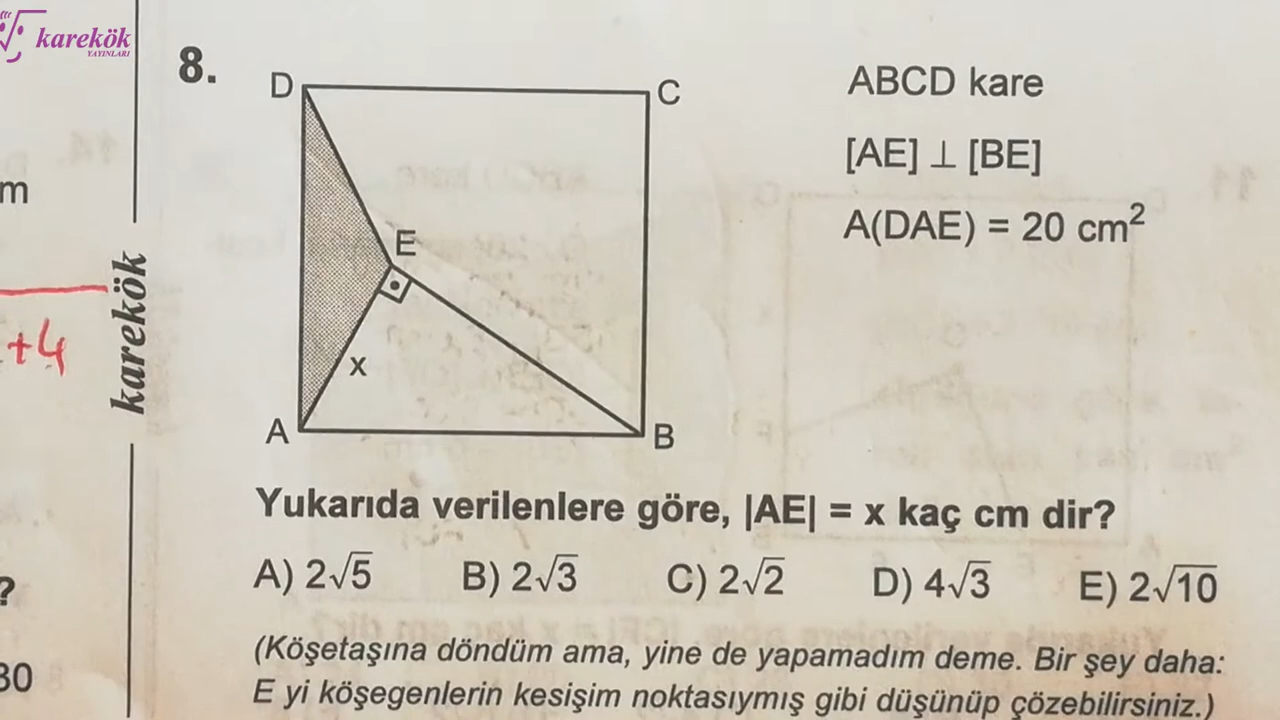 karekök
YAYINLARI
m
+4
karekök
?
30
8.
D
C
E
x
A
B
ABCD kare
[AE] ⊥ [BE]
A(DAE) = 20 cm²
Yukarıda verilenlere göre, |AE| = x kaç cm dir?
A) 2√5 B) 2√3 C) 2√2 D) 4√3 E) 2√10
(Köşetaşına döndüm ama, yine de yapamadım deme. Bir şey daha:
E yi köşegenlerin kesişim noktasıymış gibi düşünüp çözebilirsiniz.)